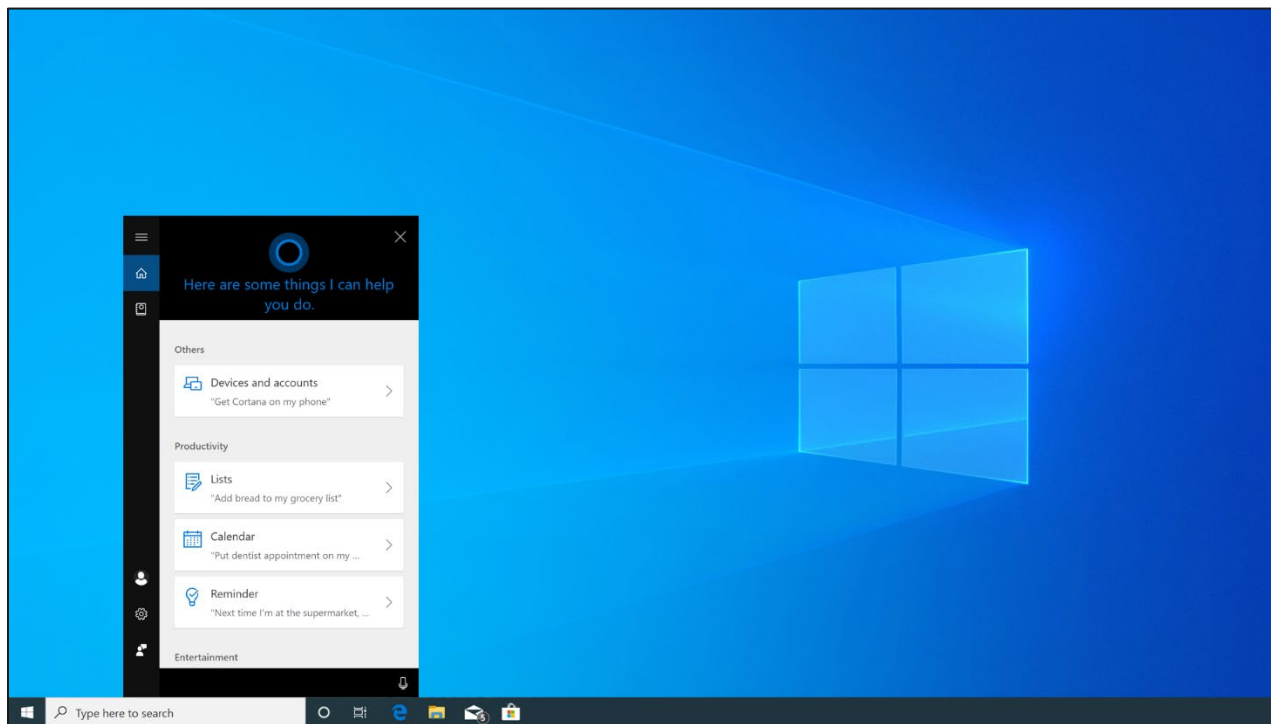 Here are some things I can help
you do.
Others
Devices and accounts
"Get Cortana on my phone"
Productivity
Lists
"Add bread to my grocery list"
Calendar
"Put dentist appointment on my ...
Reminder
"Next time I'm at the supermarket, ...
Entertainment
Type here to search
5